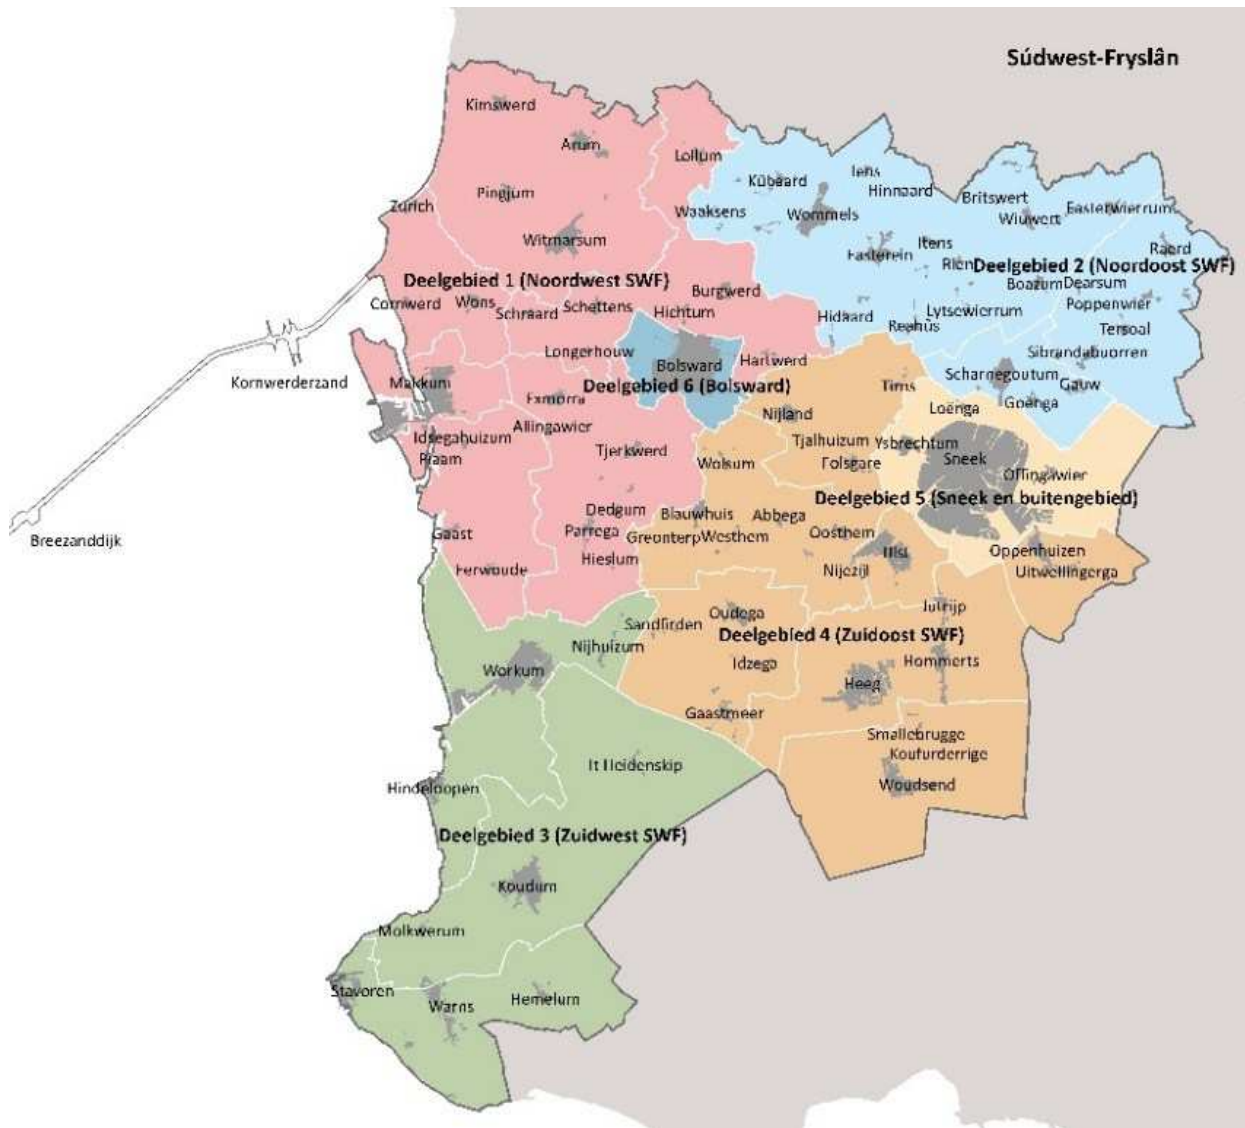 Súdwest-Fryslân
Kimswerd
Arum
Lollum
Pingjum
Zurich
Witmarsum
Waaksens
Kûbaard
Iens
Hinnaard
Wommels
Britswert
Wiuwert
Easterwierrum
Raerd
Easterein
Itens
Rien
Deelgebied 2 (Noordoost SWF)
Boazum
Dearsum
Poppenwier
Tersoal
Deelgebied 1 (Noordwest SWF)
Burgwerd
Cornwerd
Wons
Schraard
Schettens
Hichtum
Hidaard
Reahûs
Lytsewierrum
Sibrandabuorren
Longerhouw
Bolsward
Hartwerd
Scharnegoutum
Gauw
Goënga
Kornwerderzand
Makkum
Exmorra
Deelgebied 6 (Bolsward)
Tirns
Loënga
Nijland
Allingawier
Idsegahuizum
Piaam
Tjerkwerd
Tjalhuizum
Ysbrechtum
Sneek
Wolsum
Folsgare
Offingawier
Deelgebied 5 (Sneek en buitengebied)
Dedgum
Blauwhuis
Abbega
Breezanddijk
Gaast
Parrega
Greonterp
Westhem
Oosthem
IJlst
Oppenhuizen
Hieslum
Ferwoude
Nijezijl
Uitwellingerga
Oudega
Jutrijp
Sandfirden
Deelgebied 4 (Zuidoost SWF)
Nijhuizum
Workum
Idzega
Hommerts
Heeg
Gaastmeer
Smallebrugge
Koufurderrige
It Heidenskip
Woudsend
Hindeloopen
Deelgebied 3 (Zuidwest SWF)
Koudum
Molkwerum
Stavoren
Warns
Hemelum